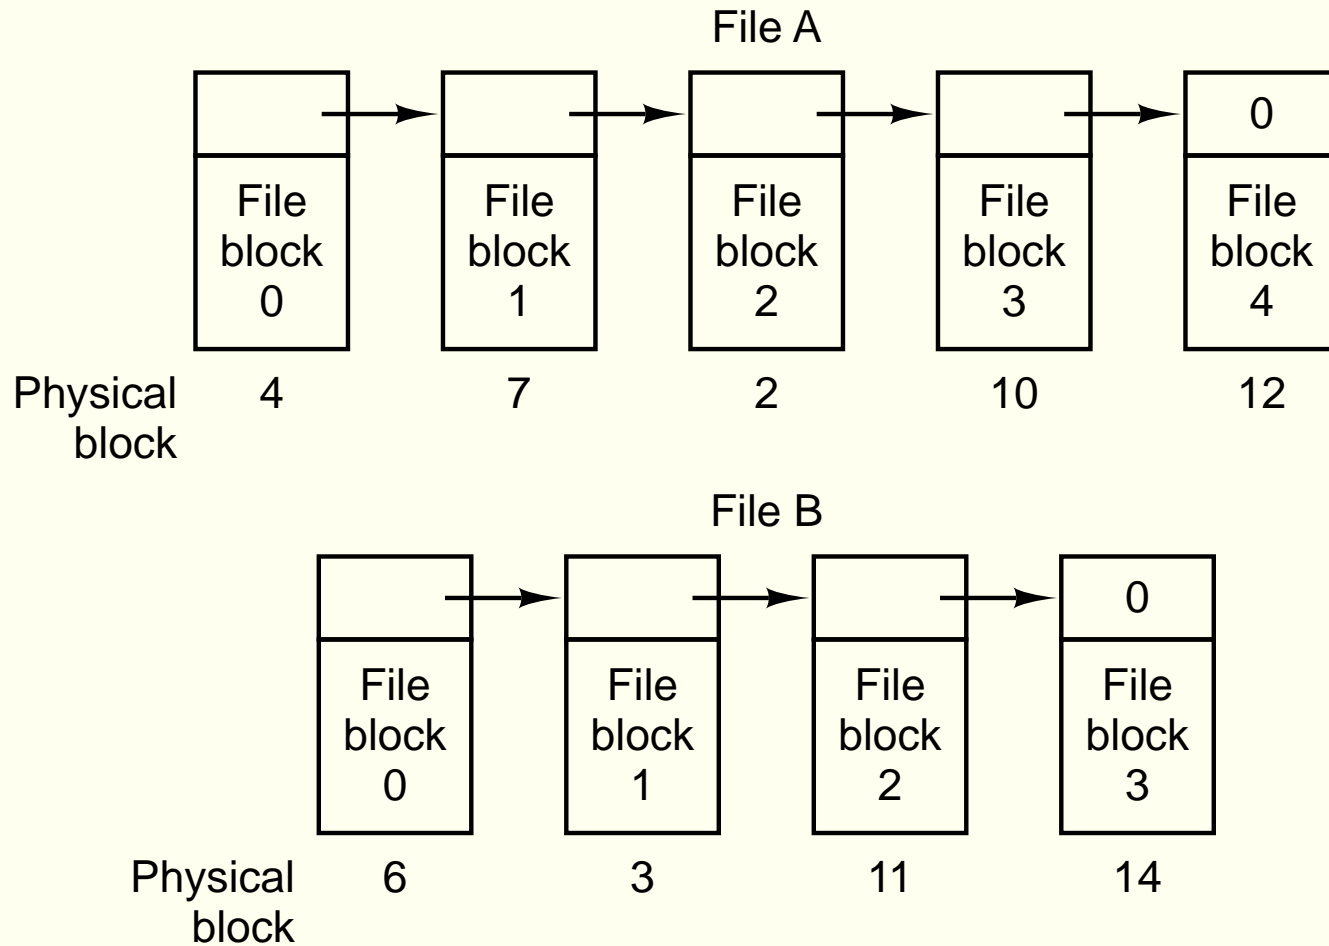 File A
0
File block 0
File block 1
File block 2
File block 3
File block 4
Physical block
4 7 2 10 12
File B
0
File block 0
File block 1
File block 2
File block 3
Physical block
6 3 11 14